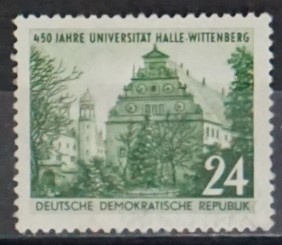 450 JAHRE UNIVERSITÄT HALLE-WITTENBERG
24
DEUTSCHE DEMOKRATISCHE REPUBLIK